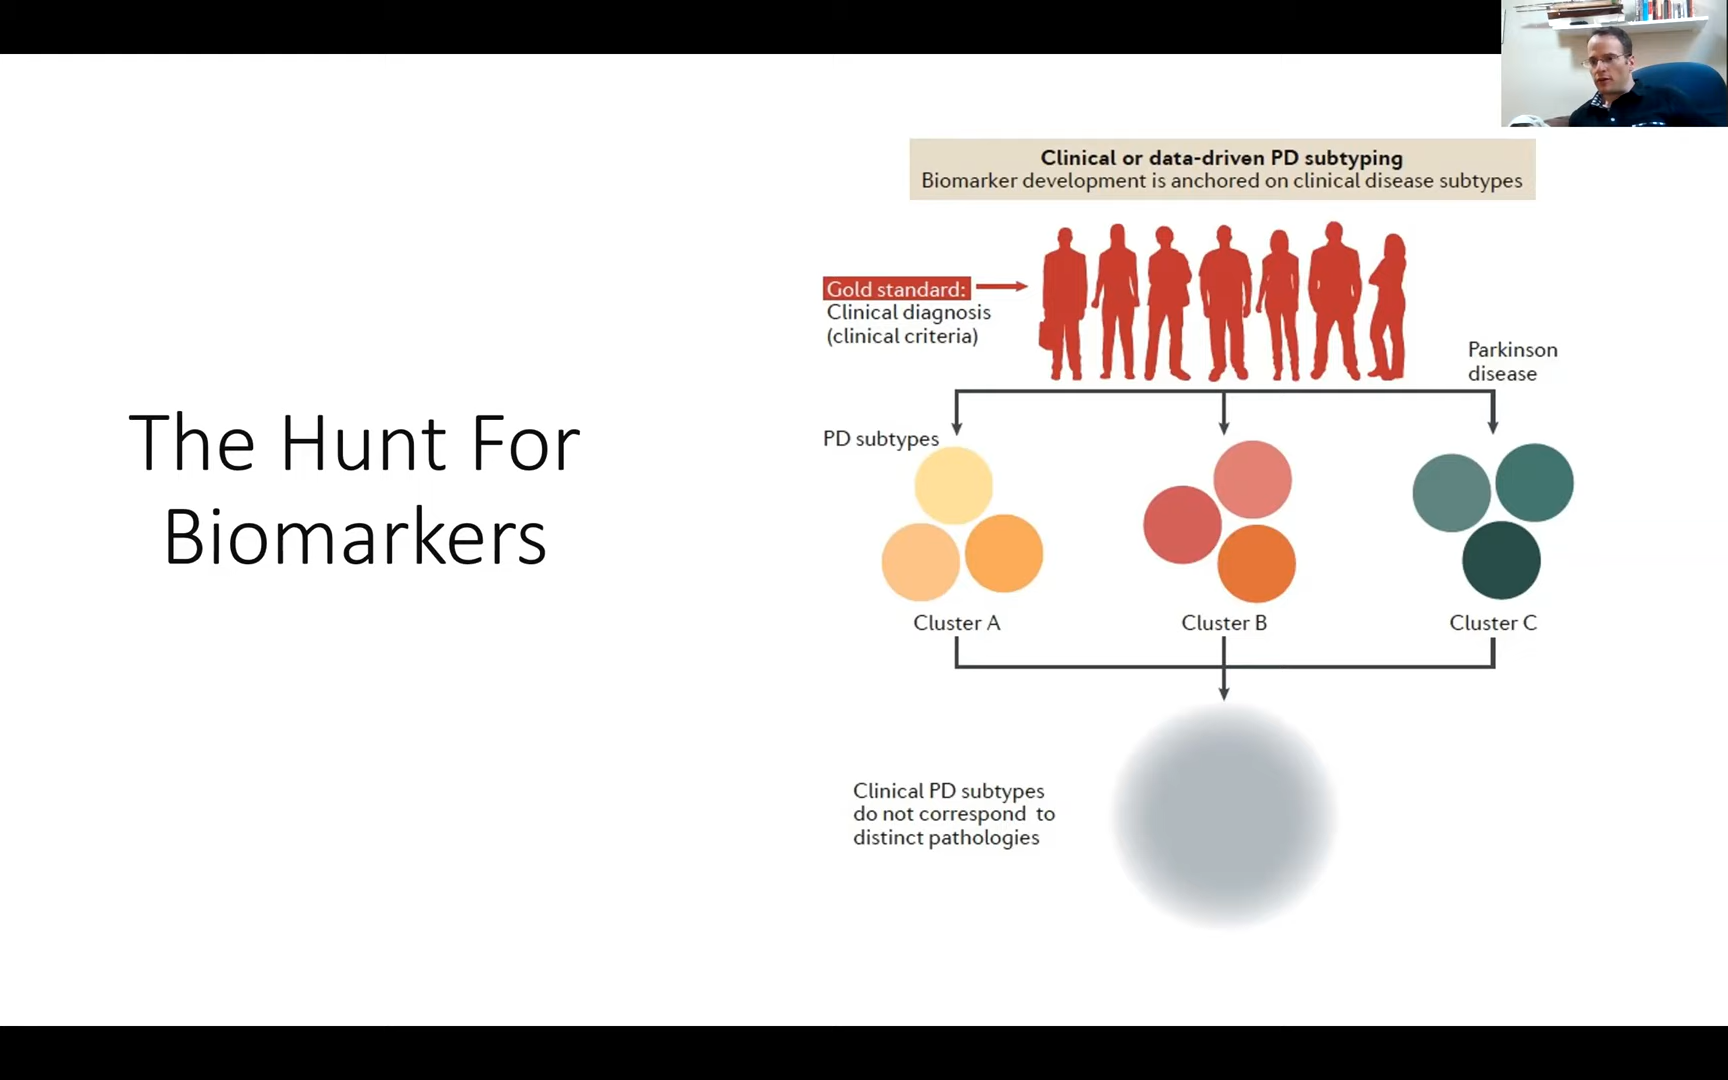 The Hunt For
Biomarkers
Clinical or data-driven PD subtyping
Biomarker development is anchored on clinical disease subtypes
Gold standard:
Clinical diagnosis
(clinical criteria)
Parkinson
disease
PD subtypes
Cluster A
Cluster B
Cluster C
Clinical PD subtypes
do not correspond to
distinct pathologies